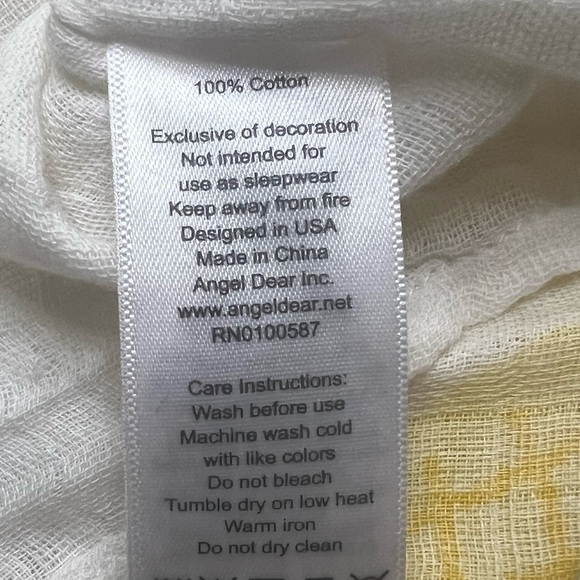 100% Cotton
Exclusive of decoration
Not intended for
use as sleepwear
Keep away from fire
Designed in USA
Made in China
Angel Dear Inc.
www.angeldear.net
RN0100587
Care Instructions:
Wash before use
Machine wash cold
with like colors
Do not bleach
Tumble dry on low heat
Warm iron
Do not dry clean